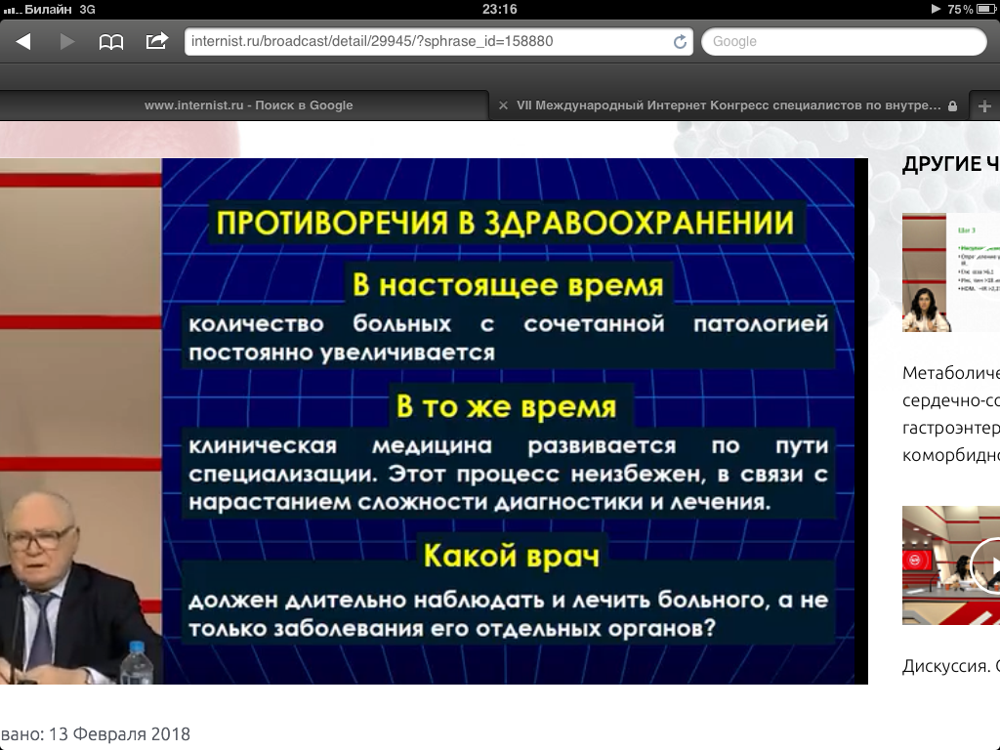 Билайн 3G
23:16
75%
internist.ru/broadcast/detail/29945/?sphrase_id=158880
Google
www.internist.ru - Поиск в Google
VII Международный Интернет Конгресс специалистов по внутре...
ПРОТИВОРЕЧИЯ В ЗДРАВООХРАНЕНИИ
В настоящее время
количество больных с сочетанной патологией
постоянно увеличивается
В то же время
клиническая медицина развивается по пути
специализации. Этот процесс неизбежен, в связи с
нарастанием сложности диагностики и лечения.
Какой врач
должен длительно наблюдать и лечить больного, а не
только заболевания его отдельных органов?
вано: 13 Февраля 2018
ДРУГИЕ Ч
Шаг 3
Метаболиче
сердечно-со
гастроэнтер
коморбидно
Дискуссия. С